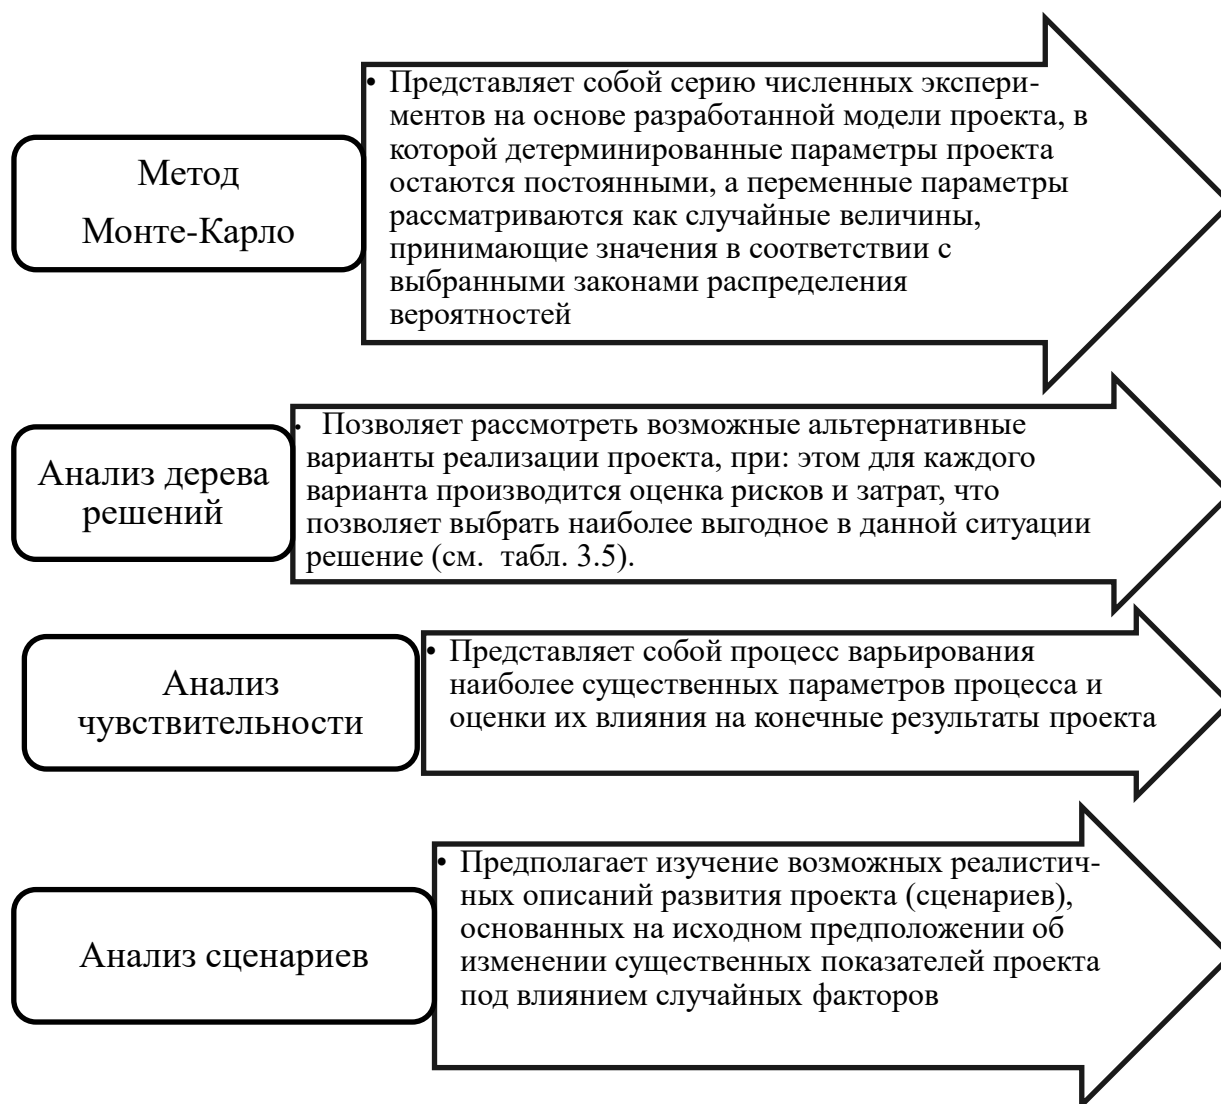 Метод
Монте-Карло
• Представляет собой серию численных экспери-
ментов на основе разработанной модели проекта, в
которой детерминированные параметры проекта
остаются постоянными, а переменные параметры
рассматриваются как случайные величины,
принимающие значения в соответствии с
выбранными законами распределения
вероятностей
Анализ дерева
решений
• Позволяет рассмотреть возможные альтернативные
варианты реализации проекта, при: этом для каждого
варианта производится оценка рисков и затрат, что
позволяет выбрать наиболее выгодное в данной ситуации
решение (см. табл. 3.5).
Анализ
чувствительности
• Представляет собой процесс варьирования
наиболее существенных параметров процесса и
оценки их влияния на конечные результаты проекта
Анализ сценариев
• Предполагает изучение возможных реалистич-
ных описаний развития проекта (сценариев),
основанных на исходном предположении об
изменении существенных показателей проекта
под влиянием случайных факторов